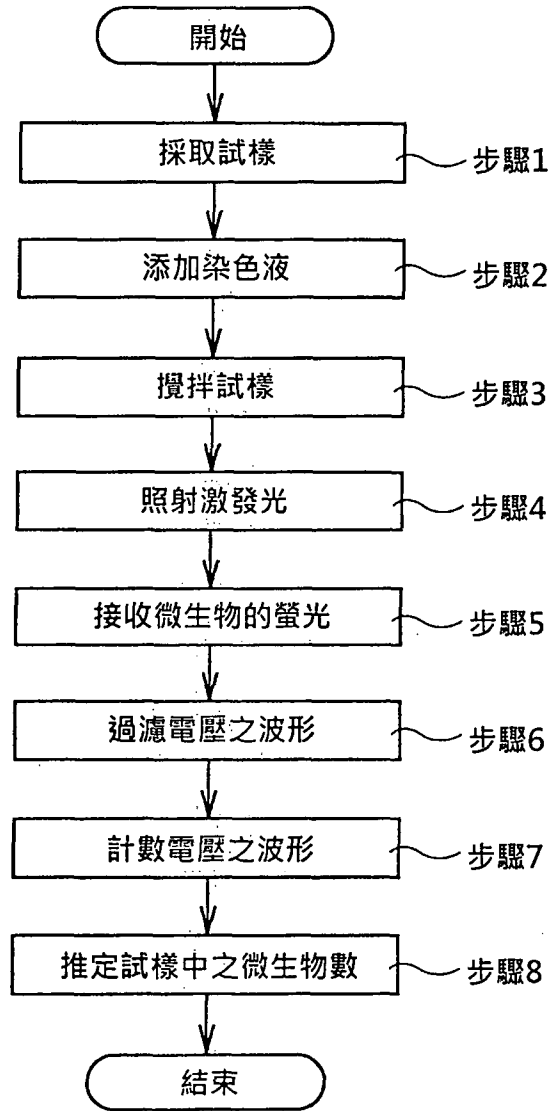 開始
採取試樣
步驟1
添加染色液
步驟2
攪拌試樣
步驟3
照射激發光
步驟4
接收微生物的螢光
步驟5
過濾電壓之波形
步驟6
計數電壓之波形
步驟7
推定試樣中之微生物數
步驟8
結束